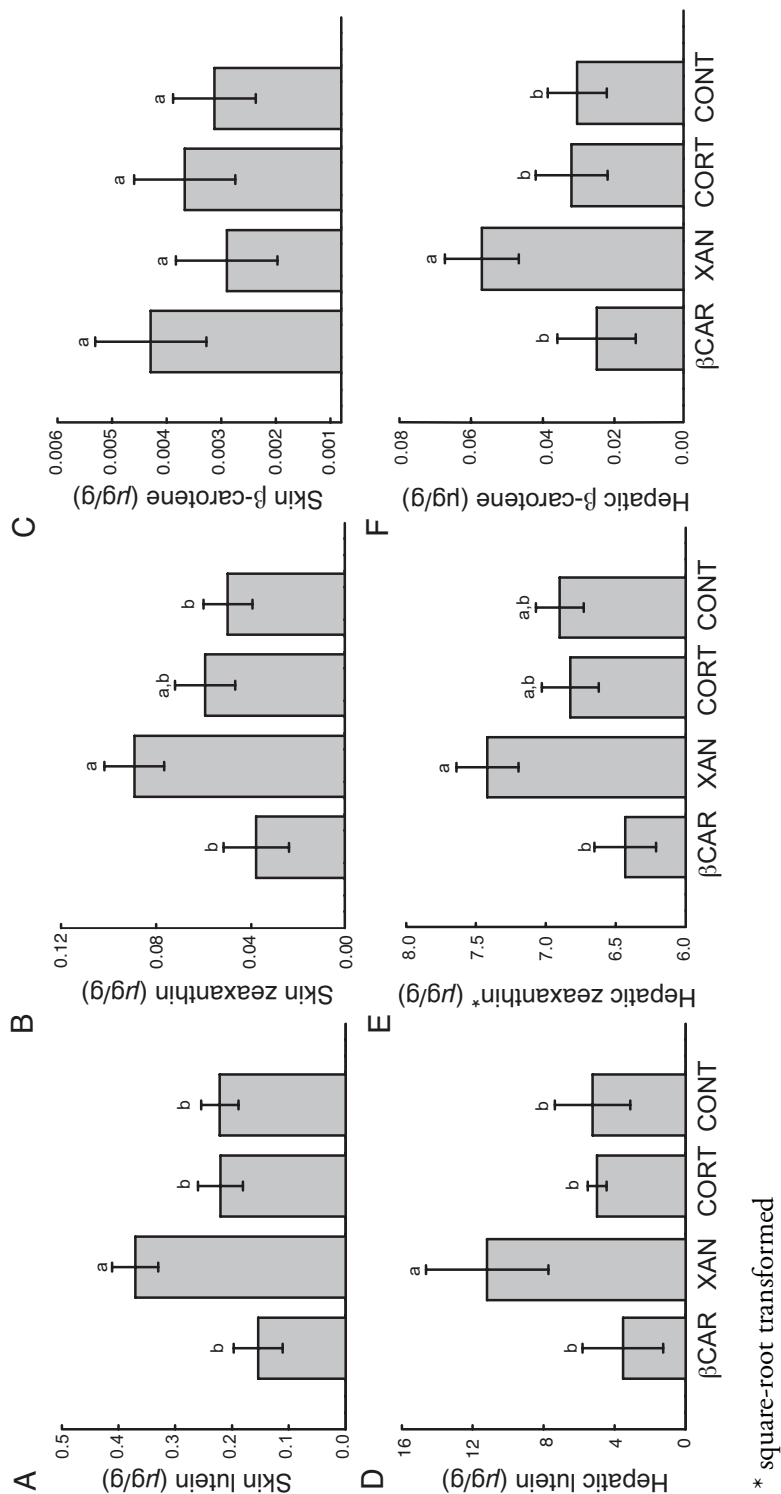 A
Skin lutein (µg/g)
0.5
0.4
0.3
0.2
0.1
0.0
b
a
b
b
B
Skin zeaxanthin (µg/g)
0.12
0.08
0.04
0.00
b
a
a,b
b
C
Skin β-carotene (µg/g)
0.006
0.005
0.004
0.003
0.002
0.001
a
a
a
a
D
Hepatic lutein (µg/g)
16
12
8
4
0
b
a
b
b
βCAR XAN CORT CONT
E
Hepatic zeaxanthin* (µg/g)
8.0
7.5
7.0
6.5
6.0
b
a
a,b
a,b
βCAR XAN CORT CONT
F
Hepatic β-carotene (µg/g)
0.08
0.06
0.04
0.02
0.00
b
a
b
b
βCAR XAN CORT CONT
* square-root transformed